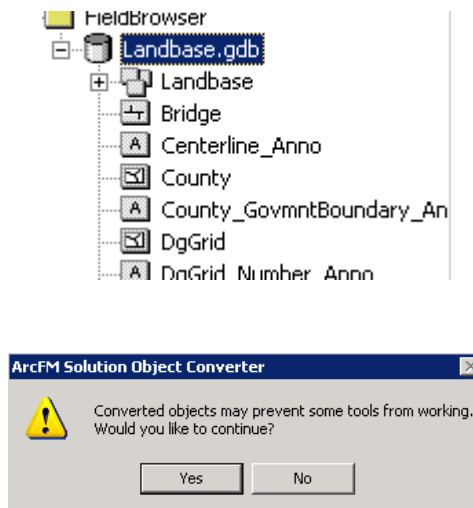 FieldBrowser
Landbase.gdb
Landbase
Bridge
A Centerline_Anno
County
A County_GovmntBoundary_An
DgGrid
A DgGrid_Number_Anno
ArcFM Solution Object Converter
Converted objects may prevent some tools from working.
Would you like to continue?
Yes No